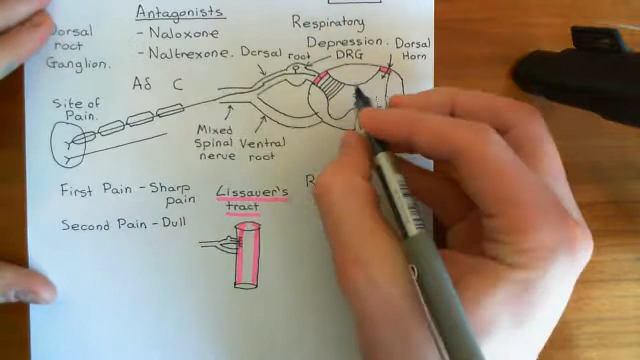 Antagonists
- Naloxone
- Naltrexone.
Respiratory
Depression.
Dorsal
root
Ganglion.
Dorsal root
DRG
Dorsal
Horn
Aδ C
Site of
Pain.
Mixed
Spinal
nerve
Ventral
root
First Pain - Sharp
pain
Second Pain - Dull
Lissauer's
tract
R